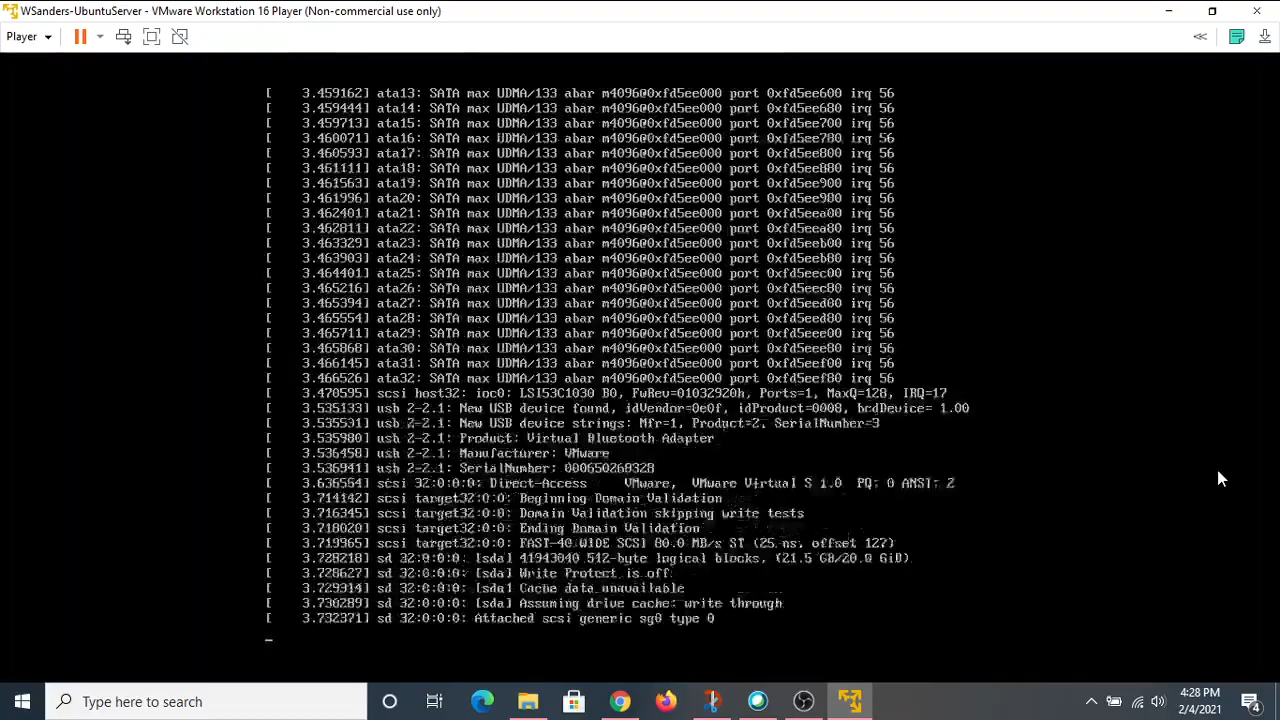 WSanders-UbuntuServer - VMware Workstation 16 Player (Non-commercial use only)
Player
[    3.459162] ata13: SATA max UDMA/133 abar m4096@0xfd5ee000 port 0xfd5ee600 irq 56
[    3.459444] ata14: SATA max UDMA/133 abar m4096@0xfd5ee000 port 0xfd5ee680 irq 56
[    3.459713] ata15: SATA max UDMA/133 abar m4096@0xfd5ee000 port 0xfd5ee700 irq 56
[    3.460071] ata16: SATA max UDMA/133 abar m4096@0xfd5ee000 port 0xfd5ee780 irq 56
[    3.460593] ata17: SATA max UDMA/133 abar m4096@0xfd5ee000 port 0xfd5ee800 irq 56
[    3.461111] ata18: SATA max UDMA/133 abar m4096@0xfd5ee000 port 0xfd5ee880 irq 56
[    3.461563] ata19: SATA max UDMA/133 abar m4096@0xfd5ee000 port 0xfd5ee900 irq 56
[    3.461996] ata20: SATA max UDMA/133 abar m4096@0xfd5ee000 port 0xfd5ee980 irq 56
[    3.462401] ata21: SATA max UDMA/133 abar m4096@0xfd5ee000 port 0xfd5eea00 irq 56
[    3.462811] ata22: SATA max UDMA/133 abar m4096@0xfd5ee000 port 0xfd5eea80 irq 56
[    3.463329] ata23: SATA max UDMA/133 abar m4096@0xfd5ee000 port 0xfd5eeb00 irq 56
[    3.463903] ata24: SATA max UDMA/133 abar m4096@0xfd5ee000 port 0xfd5eeb80 irq 56
[    3.464401] ata25: SATA max UDMA/133 abar m4096@0xfd5ee000 port 0xfd5eec00 irq 56
[    3.465216] ata26: SATA max UDMA/133 abar m4096@0xfd5ee000 port 0xfd5eec80 irq 56
[    3.465394] ata27: SATA max UDMA/133 abar m4096@0xfd5ee000 port 0xfd5eed00 irq 56
[    3.465554] ata28: SATA max UDMA/133 abar m4096@0xfd5ee000 port 0xfd5eed80 irq 56
[    3.465711] ata29: SATA max UDMA/133 abar m4096@0xfd5ee000 port 0xfd5eee00 irq 56
[    3.465868] ata30: SATA max UDMA/133 abar m4096@0xfd5ee000 port 0xfd5eee80 irq 56
[    3.466145] ata31: SATA max UDMA/133 abar m4096@0xfd5ee000 port 0xfd5eef00 irq 56
[    3.466526] ata32: SATA max UDMA/133 abar m4096@0xfd5ee000 port 0xfd5eef80 irq 56
[    3.470595] scsi host32: ioc0: LSI53C1030 B0, FwRev=01032920h, Ports=1, MaxQ=128, IRQ=17
[    3.535133] usb 2-2.1: New USB device found, idVendor=0e0f, idProduct=0008, bcdDevice= 1.00
[    3.535531] usb 2-2.1: New USB device strings: Mfr=1, Product=2, SerialNumber=3
[    3.535980] usb 2-2.1: Product: Virtual Bluetooth Adapter
[    3.536458] usb 2-2.1: Manufacturer: VMware
[    3.536941] usb 2-2.1: SerialNumber: 000650268328
[    3.636554] scsi 32:0:0:0: Direct-Access     VMware,  VMware Virtual S 1.0  PQ: 0 ANSI: 2
[    3.714142] scsi target32:0:0: Beginning Domain Validation
[    3.716345] scsi target32:0:0: Domain Validation skipping write tests
[    3.718020] scsi target32:0:0: Ending Domain Validation
[    3.719965] scsi target32:0:0: FAST-40 WIDE SCSI 80.0 MB/s ST (25 ns, offset 127)
[    3.728218] sd 32:0:0:0: [sda] 41943040 512-byte logical blocks: (21.5 GB/20.0 GiB)
[    3.728627] sd 32:0:0:0: [sda] Write Protect is off
[    3.729314] sd 32:0:0:0: [sda] Cache data unavailable
[    3.730289] sd 32:0:0:0: [sda] Assuming drive cache: write through
[    3.732371] sd 32:0:0:0: Attached scsi generic sg0 type 0
Type here to search
4:28 PM
2/4/2021
4